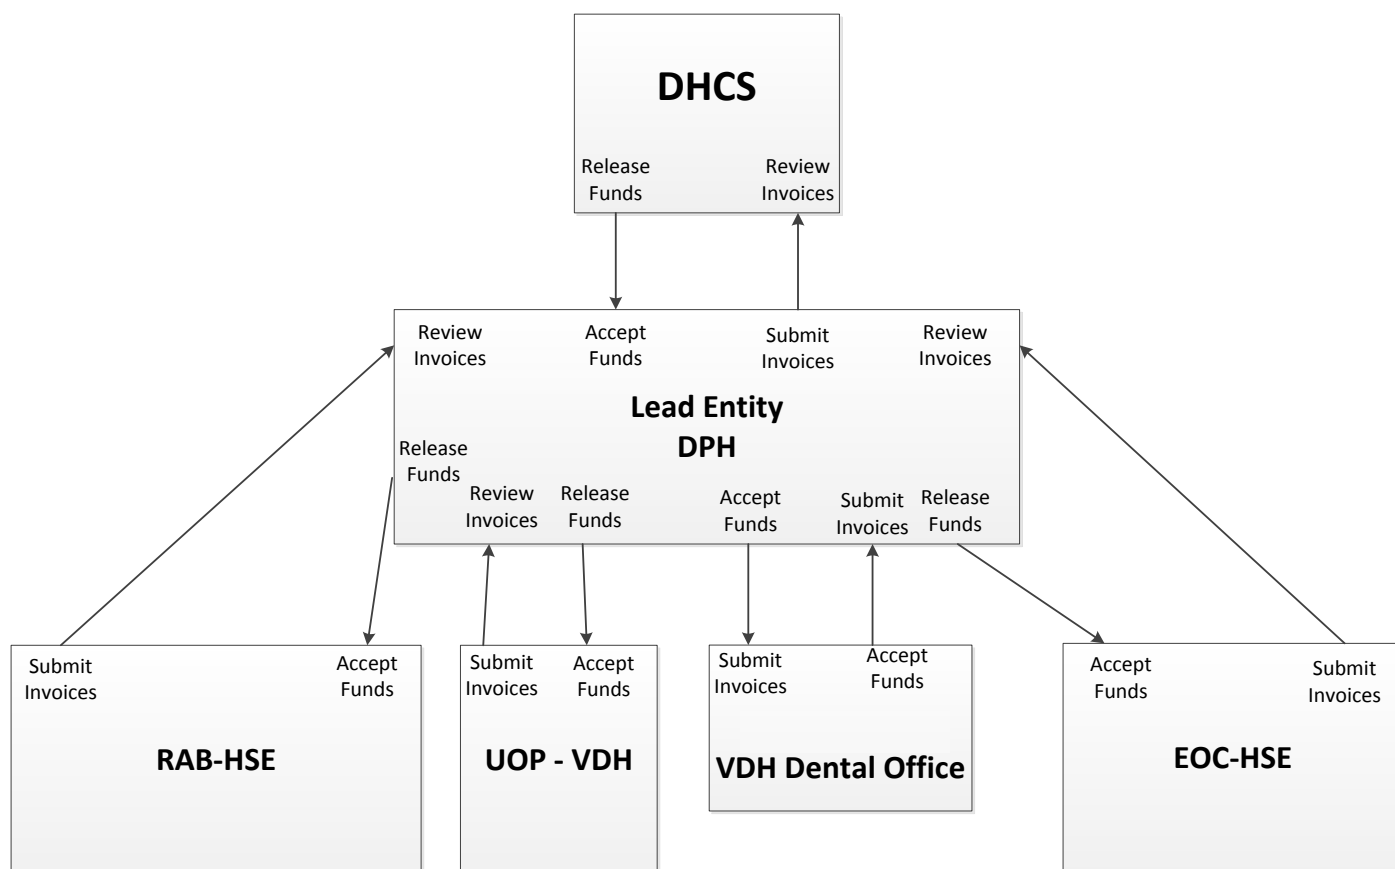 DHCS
Release
Funds
Review
Invoices
Review
Invoices
Accept
Funds
Submit
Invoices
Review
Invoices
Lead Entity
DPH
Release
Funds
Review
Invoices
Release
Funds
Accept
Funds
Submit
Invoices
Release
Funds
Submit
Invoices
Accept
Funds
RAB-HSE
Submit
Invoices
Accept
Funds
UOP - VDH
Submit
Invoices
Accept
Funds
VDH Dental Office
Accept
Funds
Submit
Invoices
EOC-HSE